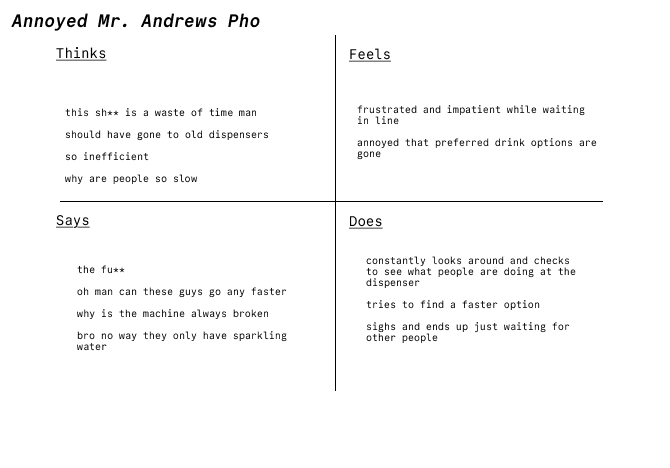 Annoyed Mr. Andrews Pho
Thinks
this sh** is a waste of time man
should have gone to old dispensers
so inefficient
why are people so slow
Feels
frustrated and impatient while waiting
in line
annoyed that preferred drink options are
gone
Says
the fu**
oh man can these guys go any faster
why is the machine always broken
bro no way they only have sparkling
water
Does
constantly looks around and checks
to see what people are doing at the
dispenser
tries to find a faster option
sighs and ends up just waiting for
other people